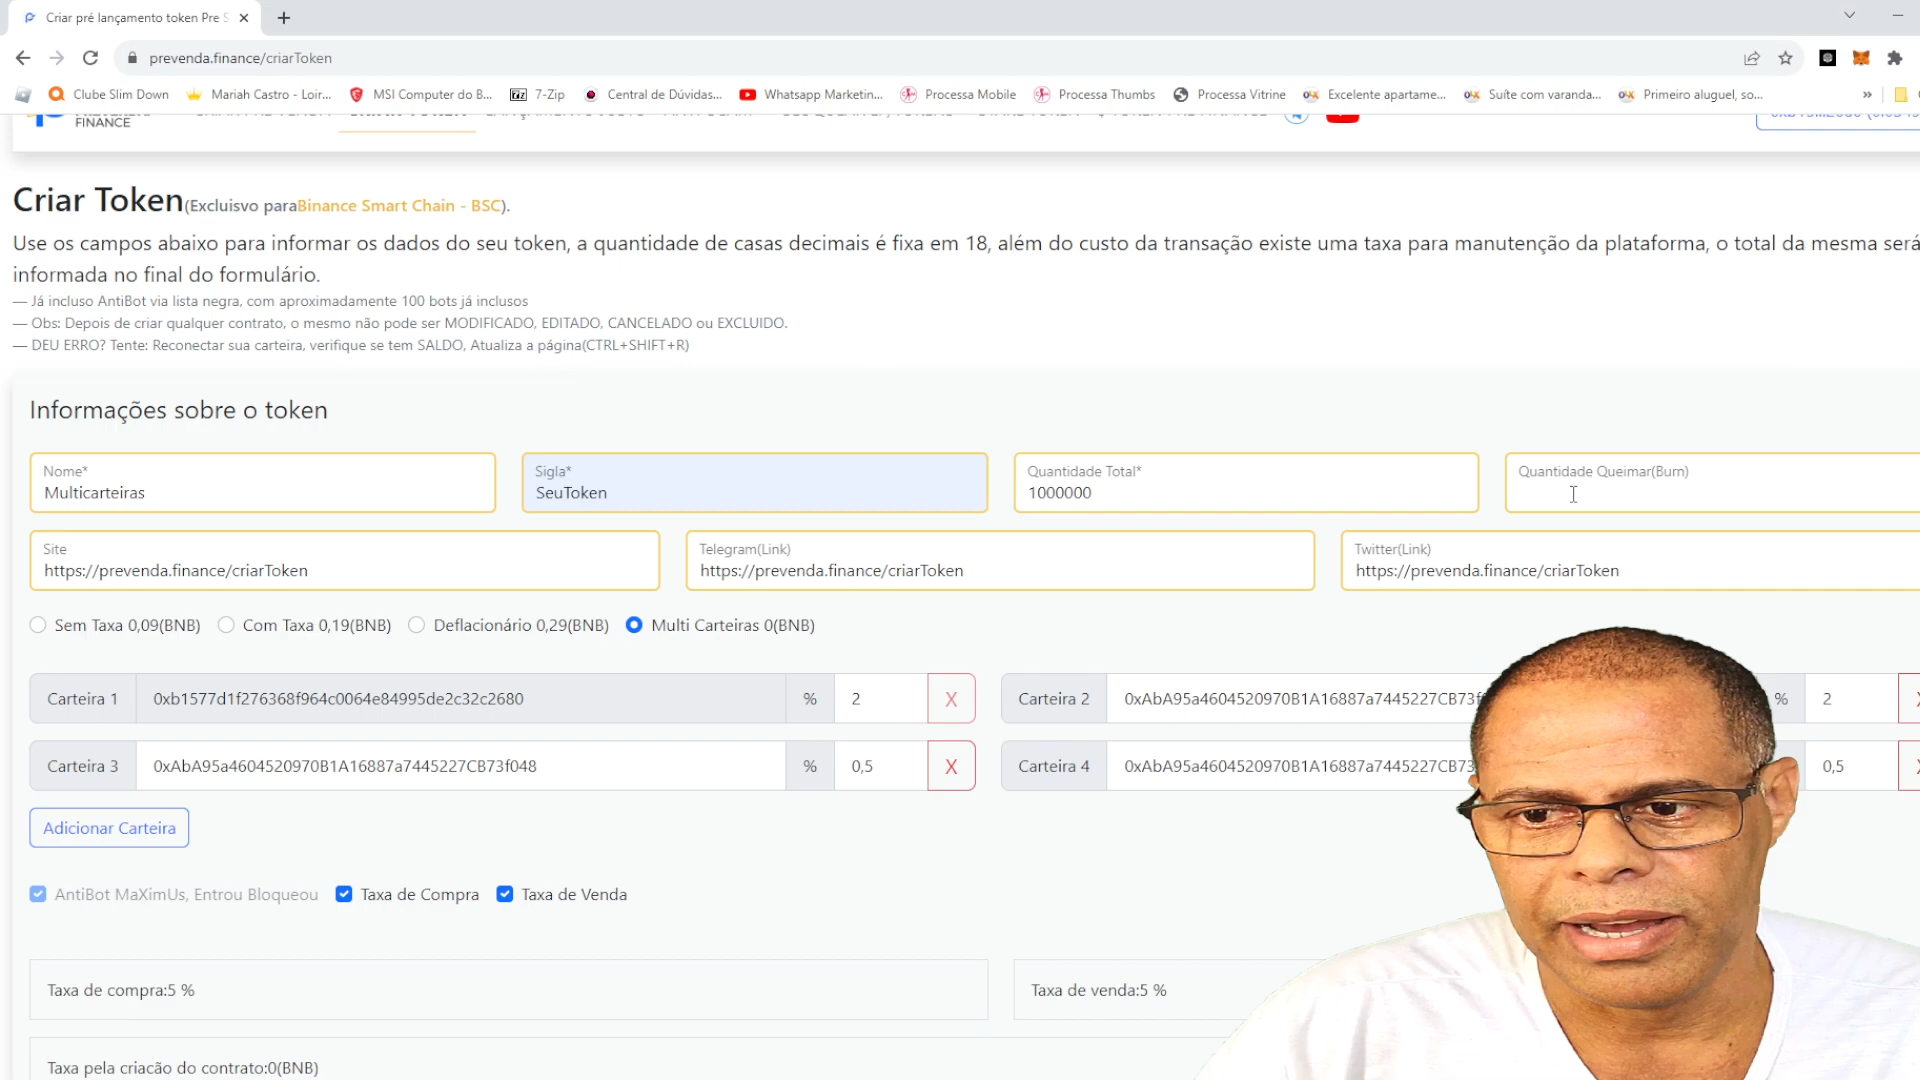 Criar pré lançamento token Pre S
prevenda.finance/criarToken
Clube Slim Down
Mariah Castro - Loir...
MSI Computer do B...
7-Zip
Central de Dúvidas...
Whatsapp Marketin...
Processa Mobile
Processa Thumbs
Processa Vitrine
Excelente apartame...
Suíte com varanda...
Primeiro aluguel, so...
»
FINANCE
Criar Token(Excluisvo paraBinance Smart Chain - BSC).
Use os campos abaixo para informar os dados do seu token, a quantidade de casas decimais é fixa em 18, além do custo da transação existe uma taxa para manutenção da plataforma, o total da mesma será
informada no final do formulário.
— Já incluso AntiBot via lista negra, com aproximadamente 100 bots já inclusos
— Obs: Depois de criar qualquer contrato, o mesmo não pode ser MODIFICADO, EDITADO, CANCELADO ou EXCLUIDO.
— DEU ERRO? Tente: Reconectar sua carteira, verifique se tem SALDO, Atualiza a página(CTRL+SHIFT+R)
Informações sobre o token
Nome*
Multicarteiras
Sigla*
SeuToken
Quantidade Total*
1000000
Quantidade Queimar(Burn)
Site
https://prevenda.finance/criarToken
Telegram(Link)
https://prevenda.finance/criarToken
Twitter(Link)
https://prevenda.finance/criarToken
Sem Taxa 0,09(BNB)
Com Taxa 0,19(BNB)
Deflacionário 0,29(BNB)
Multi Carteiras 0(BNB)
Carteira 1
0xb1577d1f276368f964c0064e84995de2c32c2680
%
2
X
Carteira 2
0xAbA95a4604520970B1A16887a7445227CB73f
%
2
Carteira 3
0xAbA95a4604520970B1A16887a7445227CB73f048
%
0,5
X
Carteira 4
0xAbA95a4604520970B1A16887a7445227CB73
0,5
Adicionar Carteira
AntiBot MaXimUs, Entrou Bloqueou
Taxa de Compra
Taxa de Venda
Taxa de compra:5 %
Taxa de venda:5 %
Taxa pela criacão do contrato:0(BNB)